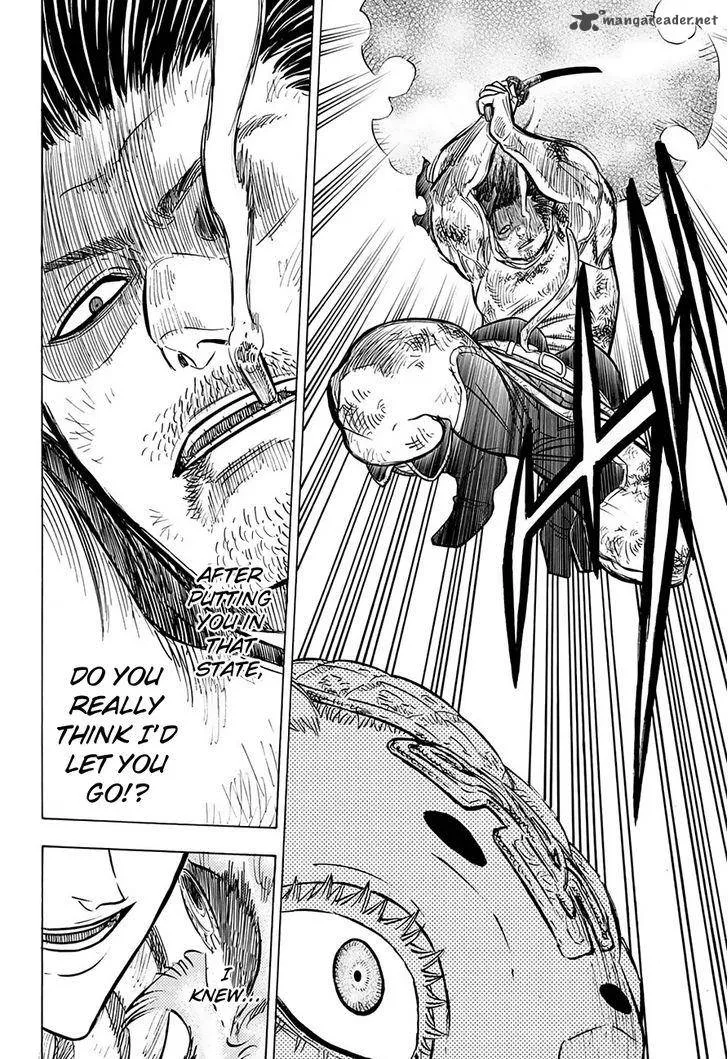 mangareader.net
AFTER
PUTTING
YOU IN
THAT
STATE,
DO YOU
REALLY
THINK I'D
LET YOU
GO!?
I
KNEW...